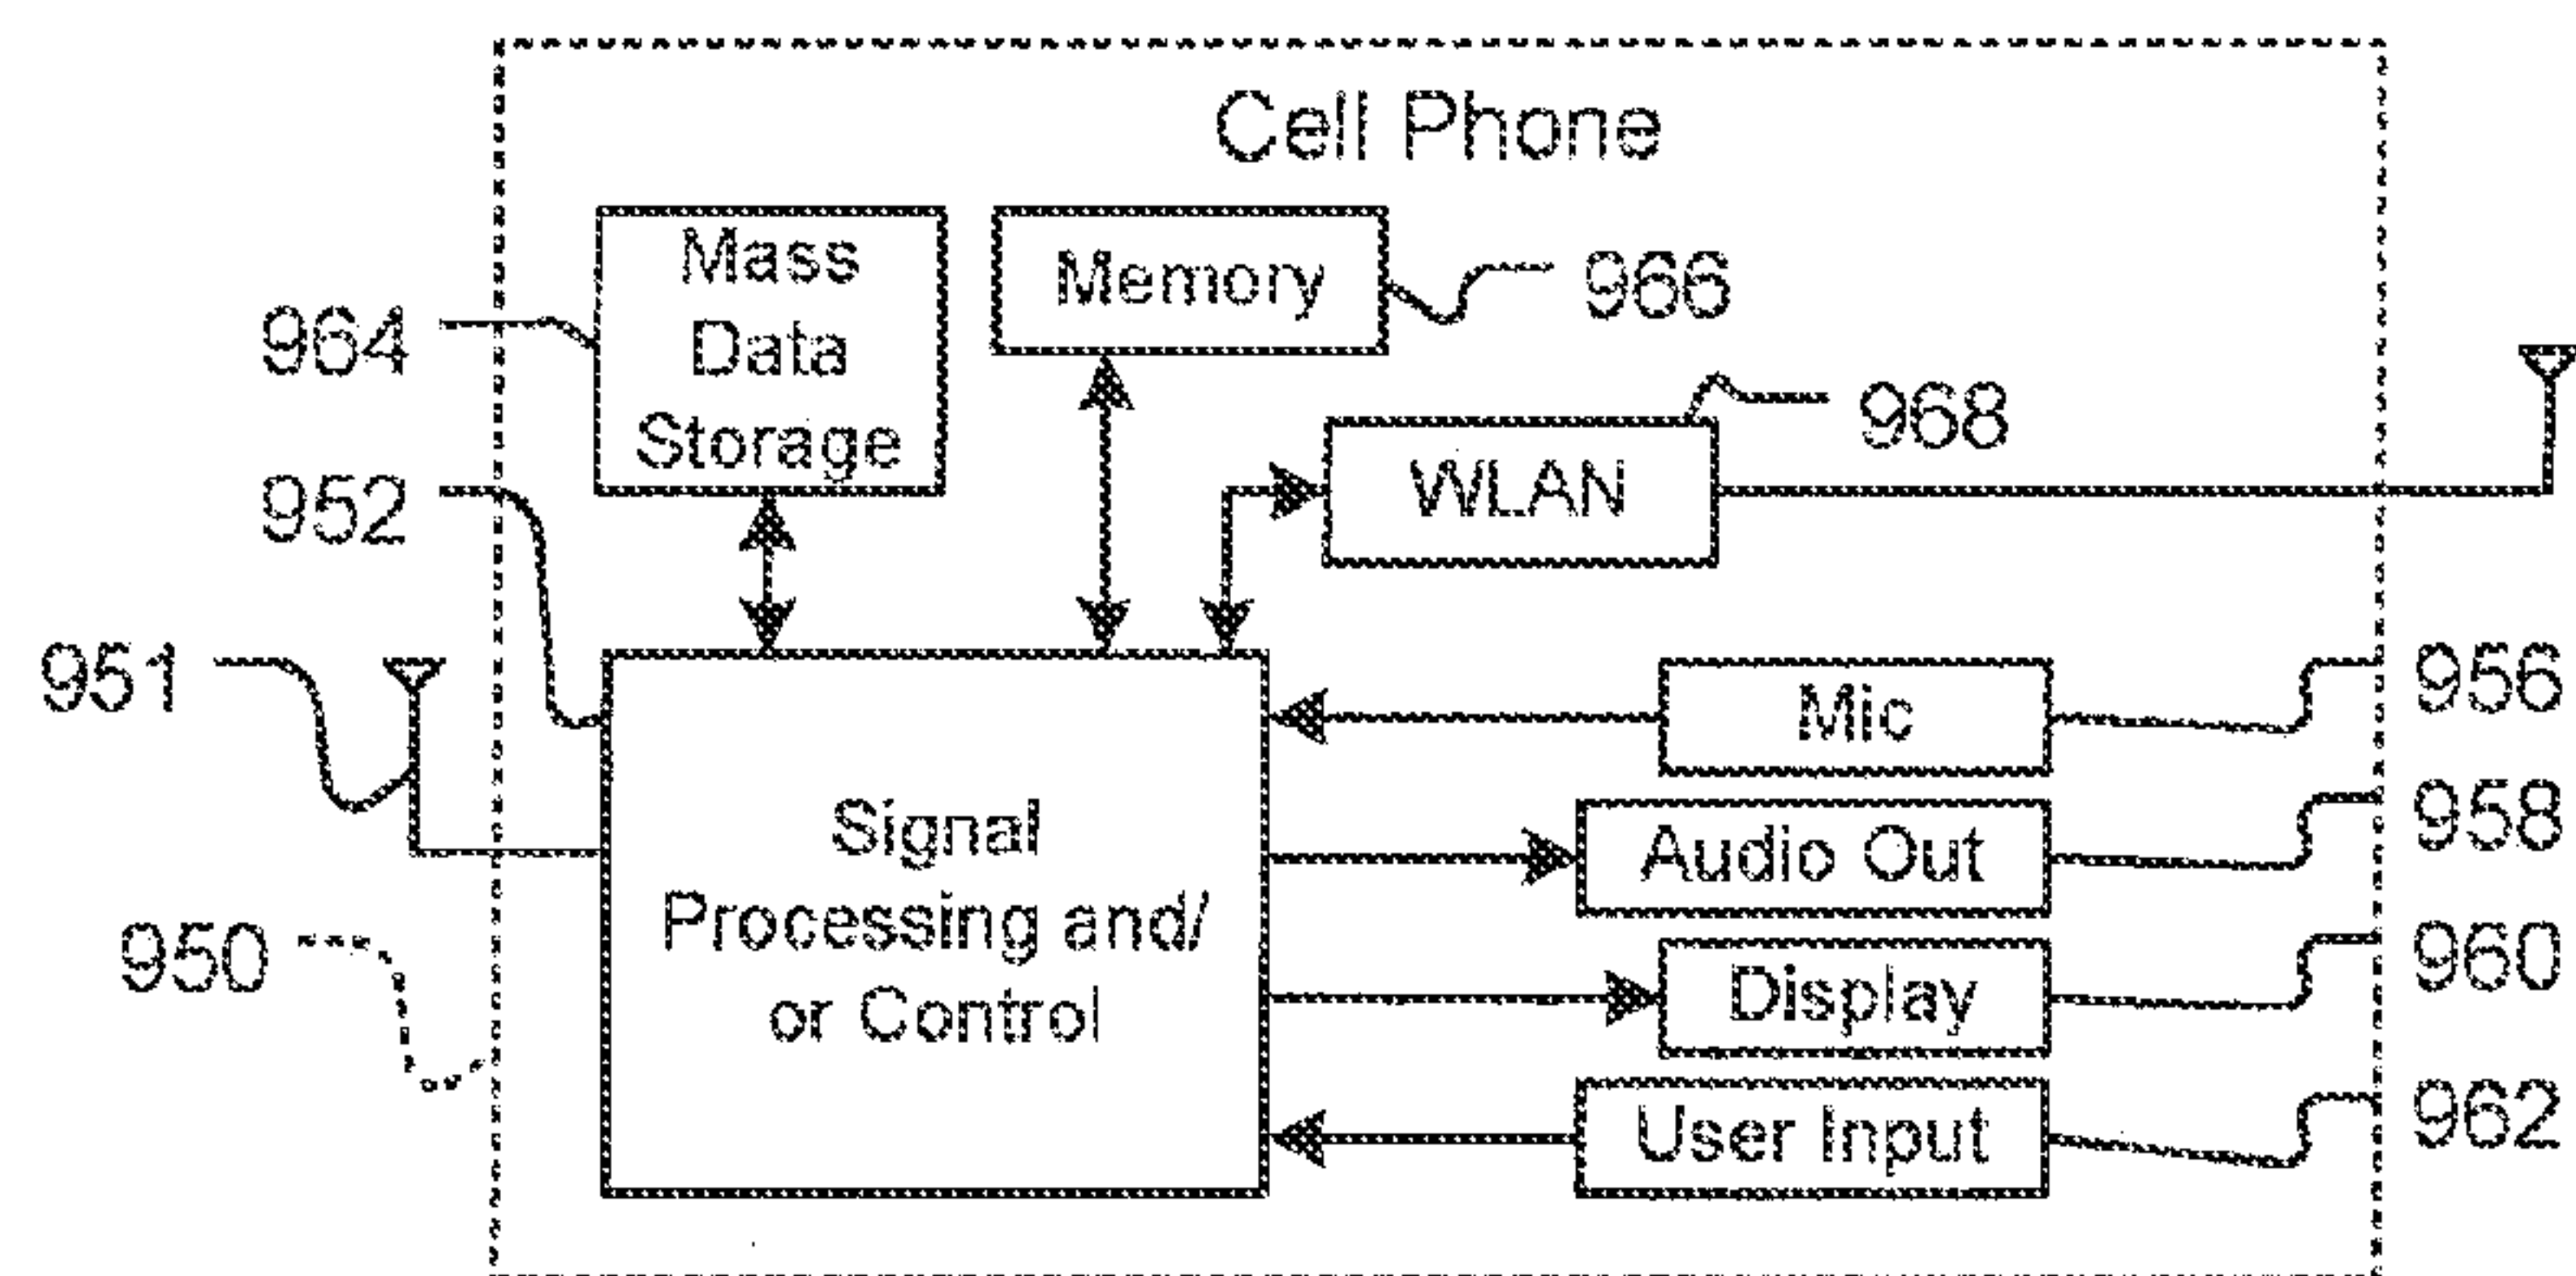 Cell Phone
Mass
Data
Storage
Memory
966
964
968
WLAN
952
951
Mic
956
Signal
Processing and/
or Control
Audio Out
958
950
Display
960
User Input
962